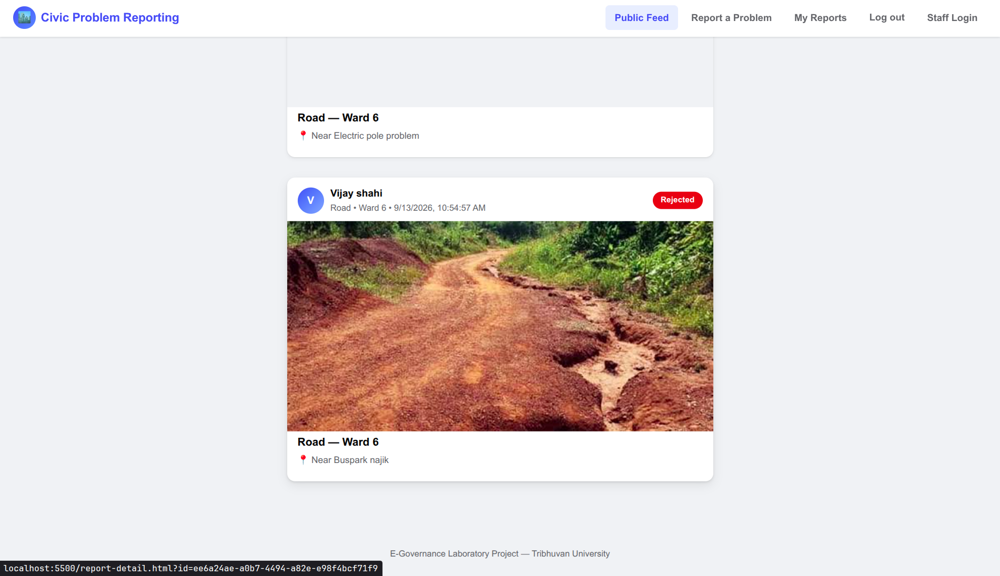 Civic Problem Reporting
Public Feed
Report a Problem
My Reports
Log out
Staff Login
Road — Ward 6
📍 Near Electric pole problem
V
Vijay shahi
Road • Ward 6 • 9/13/2026, 10:54:57 AM
Rejected
Road — Ward 6
📍 Near Buspark najik
E-Governance Laboratory Project — Tribhuvan University
localhost:5500/report-detail.html?id=ee6a24ae-a0b7-4494-a82e-e98f4bcf71f9